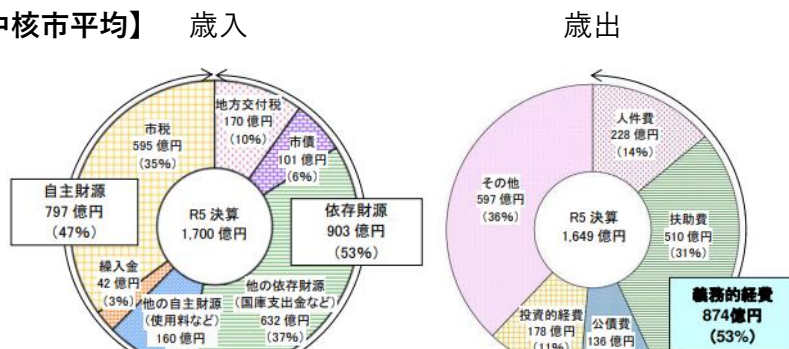 中核市平均】 歳入
歳出
地方交付税
170 億円
(10%)
市債
101 億円
(6%)
市税
595 億円
(35%)
自主財源
797 億円
(47%)
R5 決算
1,700 億円
依存財源
903 億円
(53%)
繰入金
42 億円
(3%)
他の自主財源
(使用料など)
160 億円
他の依存財源
(国庫支出金など)
632 億円
(37%)
人件費
228 億円
(14%)
その他
597 億円
(36%)
R5 決算
1,649 億円
扶助費
510 億円
(31%)
義務的経費
874億円
(53%)
投資的経費
178 億円
(11%)
公債費
136 億円